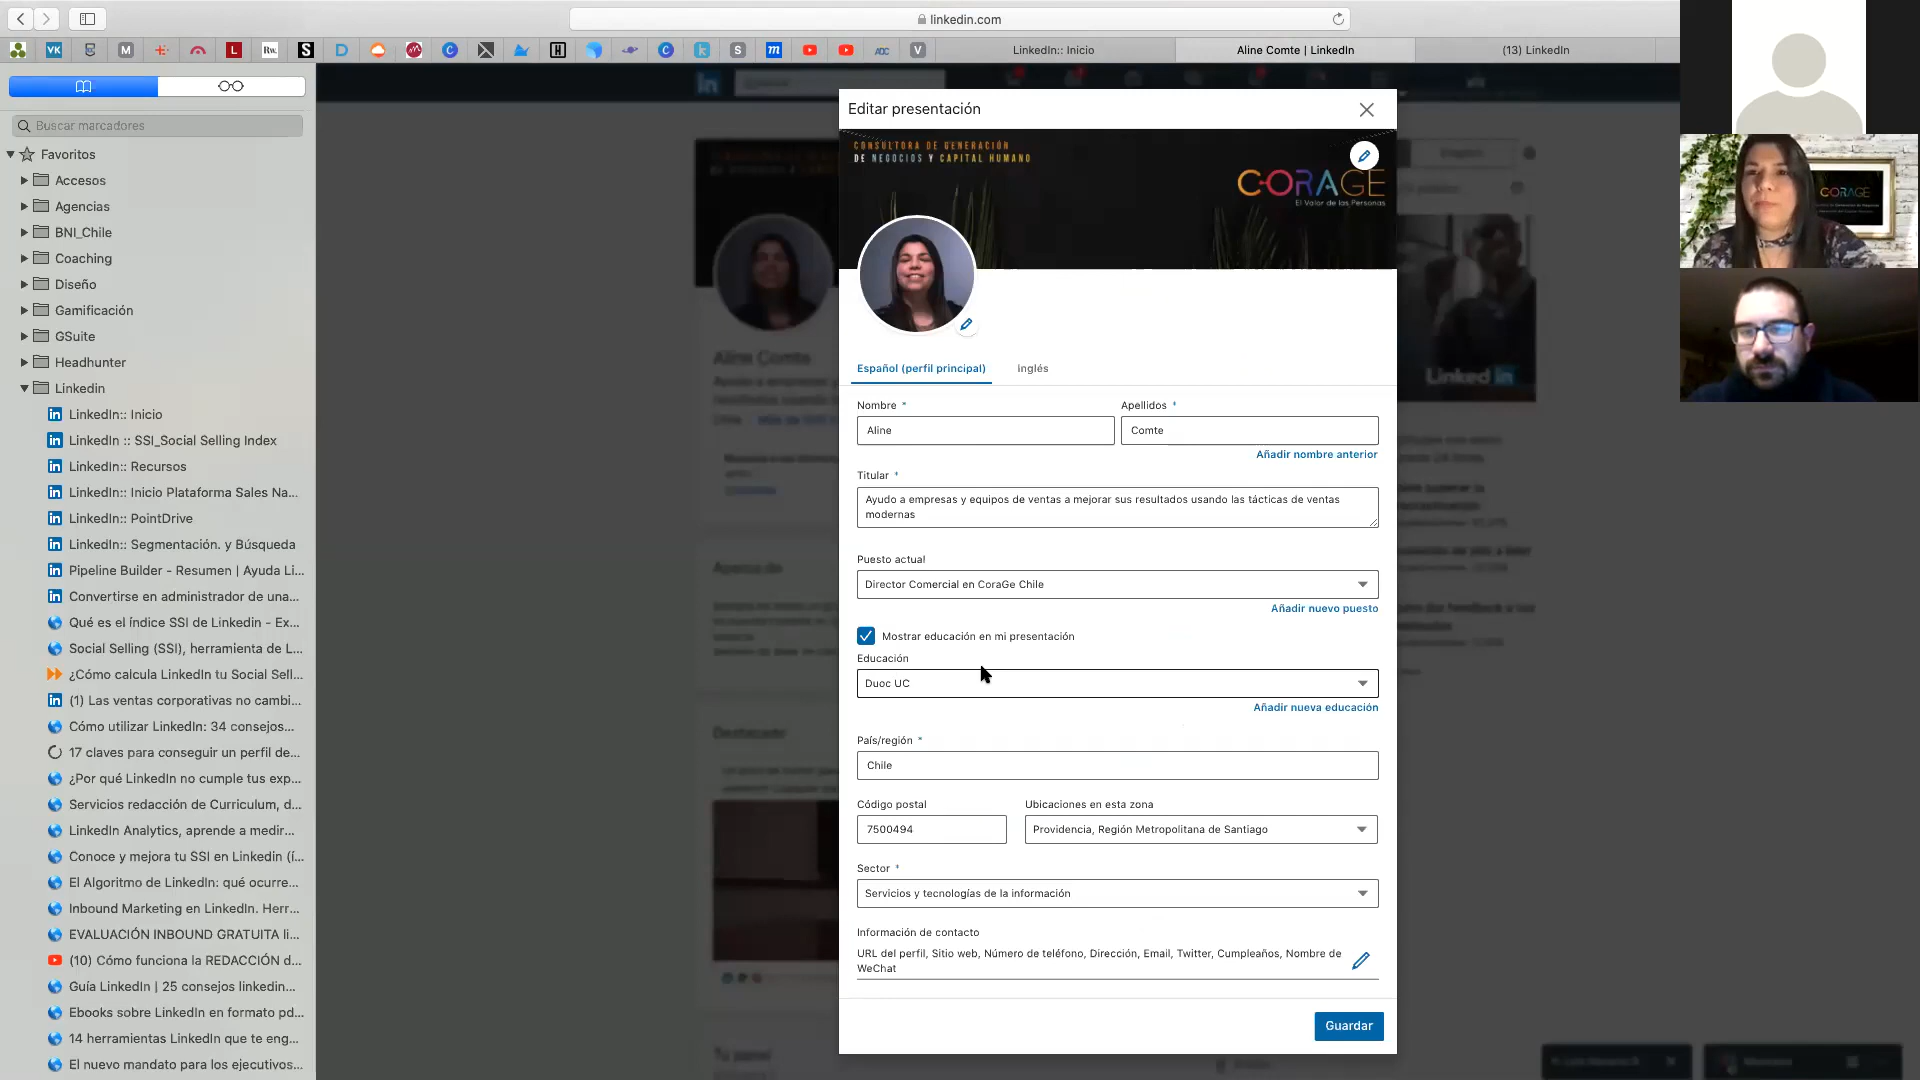 linkedin.com
LinkedIn:: Inicio
Aline Comte | LinkedIn
(13) LinkedIn
Buscar marcadores
Favoritos
Accesos
Agencias
BNI_Chile
Coaching
Diseño
Gamificación
GSuite
Headhunter
Linkedin
LinkedIn:: Inicio
LinkedIn :: SSI_Social Selling Index
LinkedIn:: Recursos
LinkedIn:: Inicio Plataforma Sales Na...
LinkedIn:: PointDrive
LinkedIn:: Segmentación. y Búsqueda
Pipeline Builder - Resumen | Ayuda Li...
Convertirse en administrador de una...
Qué es el índice SSI de Linkedin - Ex...
Social Selling (SSI), herramienta de L...
¿Cómo calcula LinkedIn tu Social Sell...
(1) Las ventas corporativas no cambi...
Cómo utilizar LinkedIn: 34 consejos...
17 claves para conseguir un perfil de...
¿Por qué LinkedIn no cumple tus exp...
Servicios redacción de Curriculum, d...
LinkedIn Analytics, aprende a medir...
Conoce y mejora tu SSI en Linkedin (í...
El Algoritmo de LinkedIn: qué ocurre...
Inbound Marketing en LinkedIn. Herr...
EVALUACIÓN INBOUND GRATUITA li...
(10) Cómo funciona la REDACCIÓN d...
Guía LinkedIn | 25 consejos linkedin...
Ebooks sobre LinkedIn en formato pd...
14 herramientas LinkedIn que te eng...
El nuevo mandato para los ejecutivos...
Editar presentación
CONSULTORA DE GENERACIÓN
DE NEGOCIOS Y CAPITAL HUMANO
CORAGE
El Valor de las Personas
Español (perfil principal)
Inglés
Nombre *
Apellidos *
Aline
Comte
Añadir nombre anterior
Titular *
Ayudo a empresas y equipos de ventas a mejorar sus resultados usando las tácticas de ventas
modernas
Puesto actual
Director Comercial en CoraGe Chile
Añadir nuevo puesto
Mostrar educación en mi presentación
Educación
Duoc UC
Añadir nueva educación
País/región *
Chile
Código postal
Ubicaciones en esta zona
7500494
Providencia, Región Metropolitana de Santiago
Sector *
Servicios y tecnologías de la información
Información de contacto
URL del perfil, Sitio web, Número de teléfono, Dirección, Email, Twitter, Cumpleaños, Nombre de
WeChat
Guardar
Aline Comte
Acerca de
Destacado
Tu panel
Linked in
CORAGE